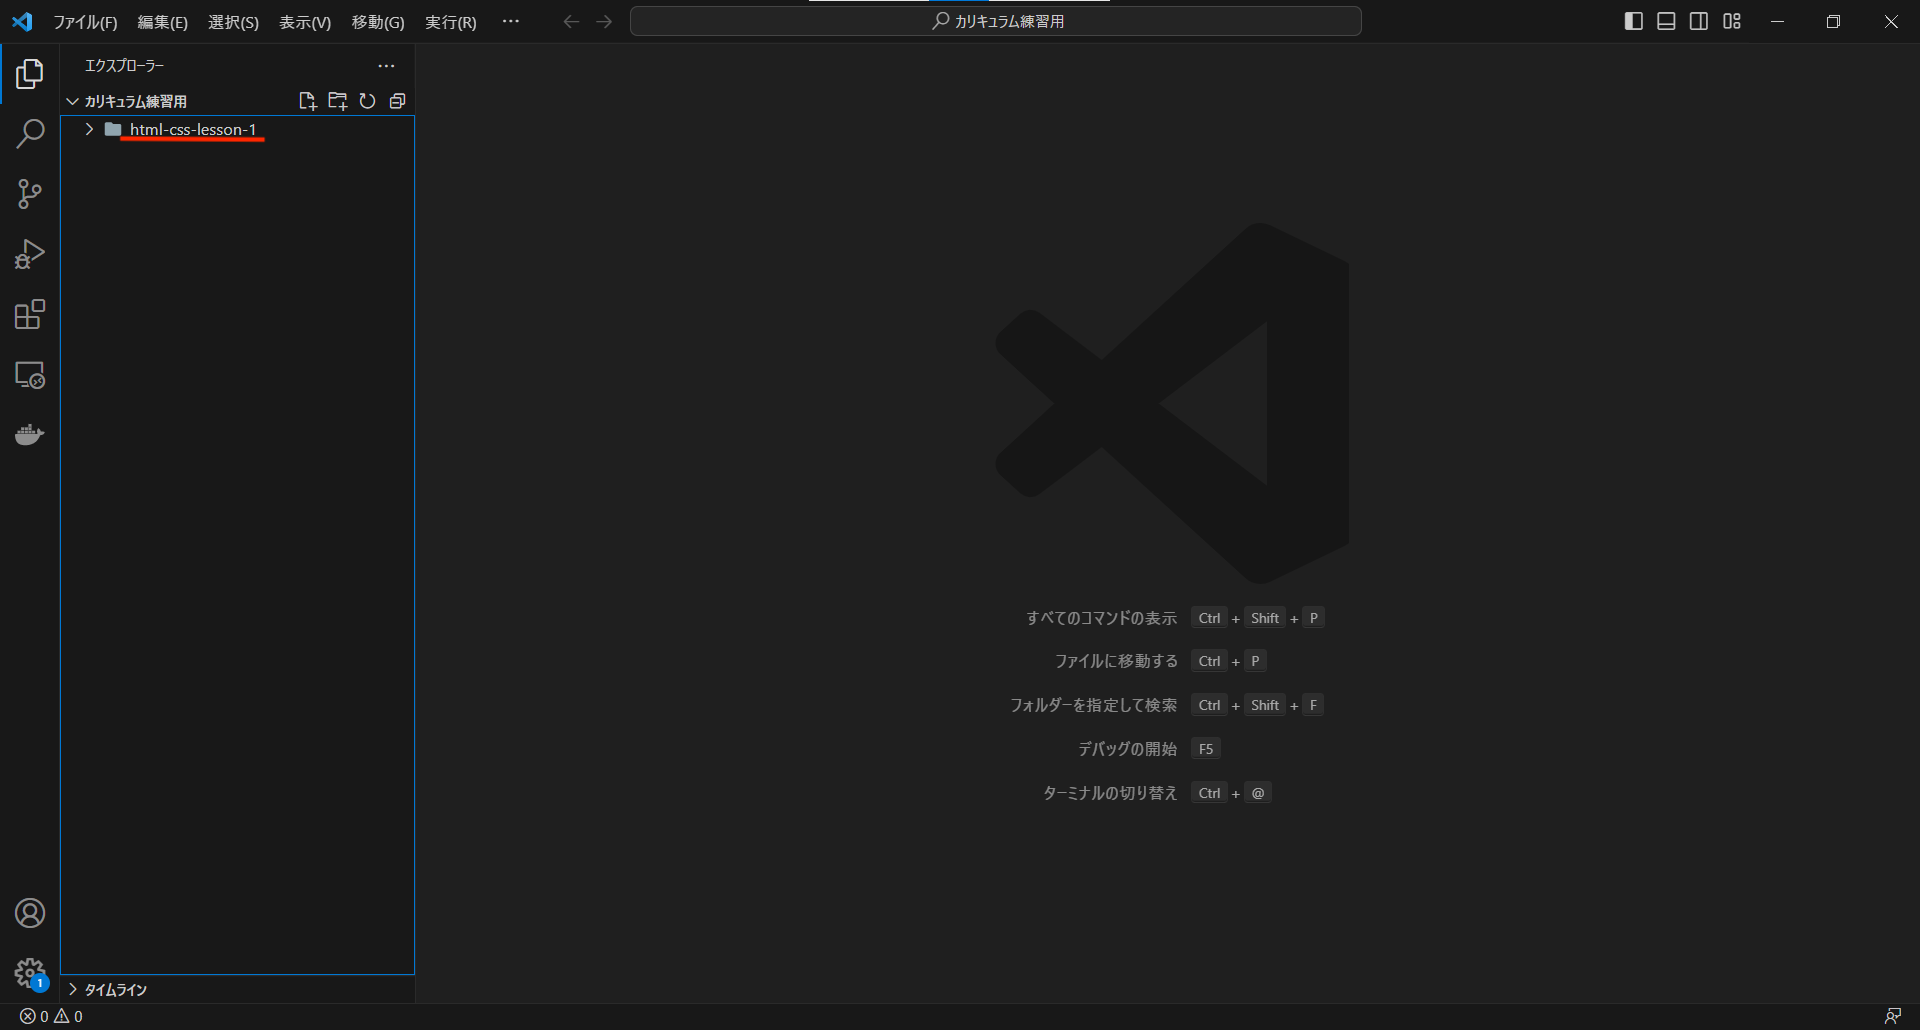 ファイル(F) 編集(E) 選択(S) 表示(V) 移動(G) 実行(R) ··· カリキュラム練習用
エクスプローラー ···
カリキュラム練習用
html-css-lesson-1
すべてのコマンドの表示 Ctrl + Shift + P
ファイルに移動する Ctrl + P
フォルダーを指定して検索 Ctrl + Shift + F
デバッグの開始 F5
ターミナルの切り替え Ctrl + @
1
タイムライン
0 0